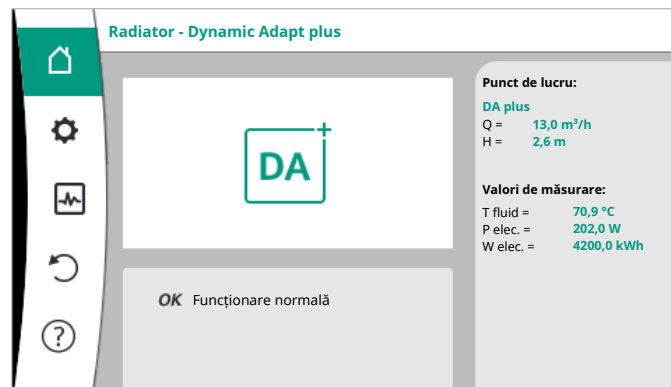 Radiator - Dynamic Adapt plus
DA+
OK Funcționare normală
?
Punct de lucru:
DA plus
Q = 13,0 m³/h
H = 2,6 m
Valori de măsurare:
T fluid = 70,9 °C
P elec. = 202,0 W
W elec. = 4200,0 kWh